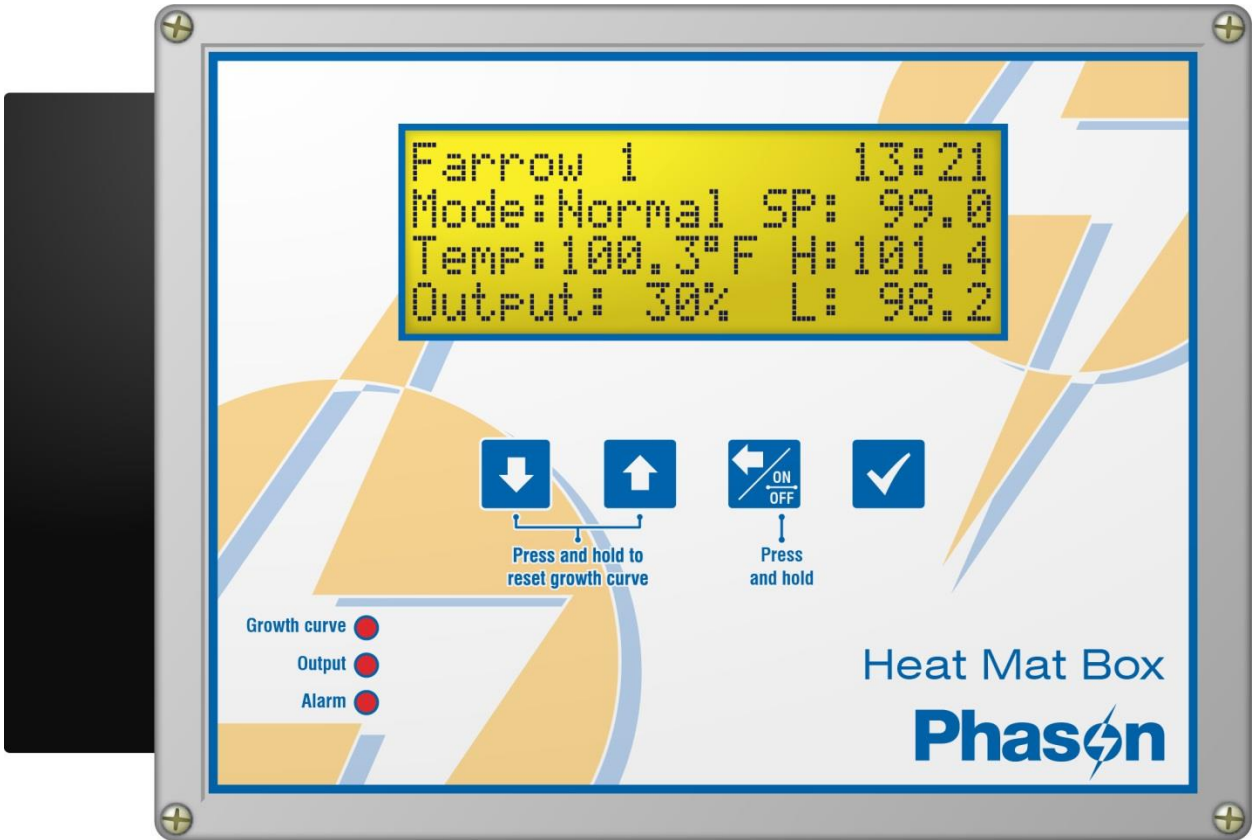 Farrow 1 13:21
Mode:Normal SP: 99.0
Temp:100.3°F H:101.4
Output: 30% L: 98.2
ON
OFF
Press and hold to
reset growth curve
Press
and hold
Growth curve
Output
Alarm
Heat Mat Box
Phason